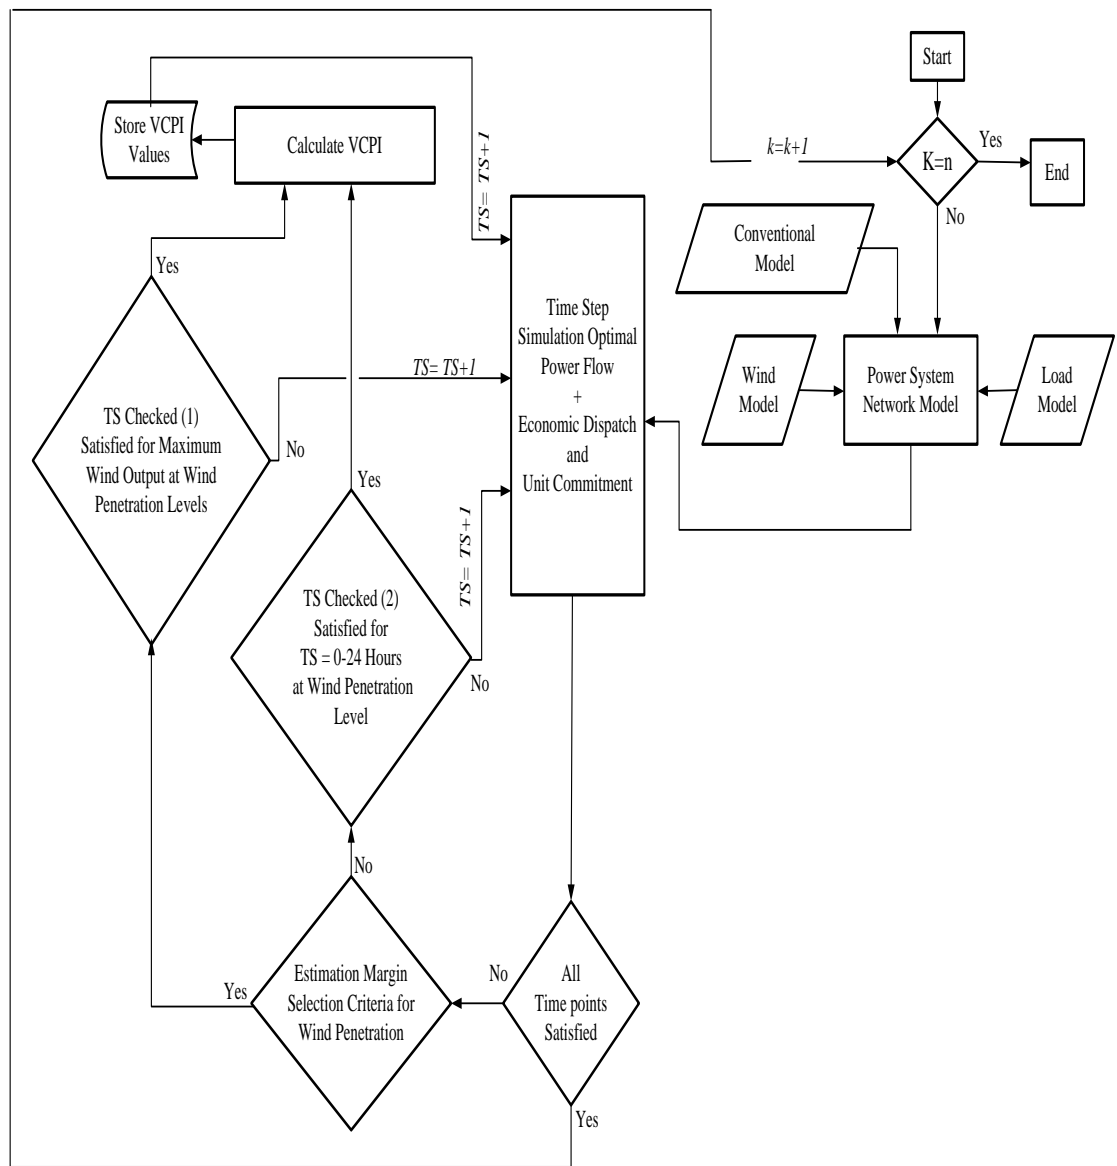 Start
K=n
Yes
End
No
k=k+1
Conventional
Model
Wind
Model
Power System
Network Model
Load
Model
Time Step
Simulation Optimal
Power Flow
+
Economic Dispatch
and
Unit Commitment
TS= TS+1
TS= TS+1
TS= TS+1
Store VCPI
Values
Calculate VCPI
Yes
TS Checked (1)
Satisfied for Maximum
Wind Output at Wind
Penetration Levels
No
Yes
TS Checked (2)
Satisfied for
TS = 0-24 Hours
at Wind Penetration
Level
No
No
Estimation Margin
Selection Criteria for
Wind Penetration
Yes
No
All
Time points
Satisfied
Yes